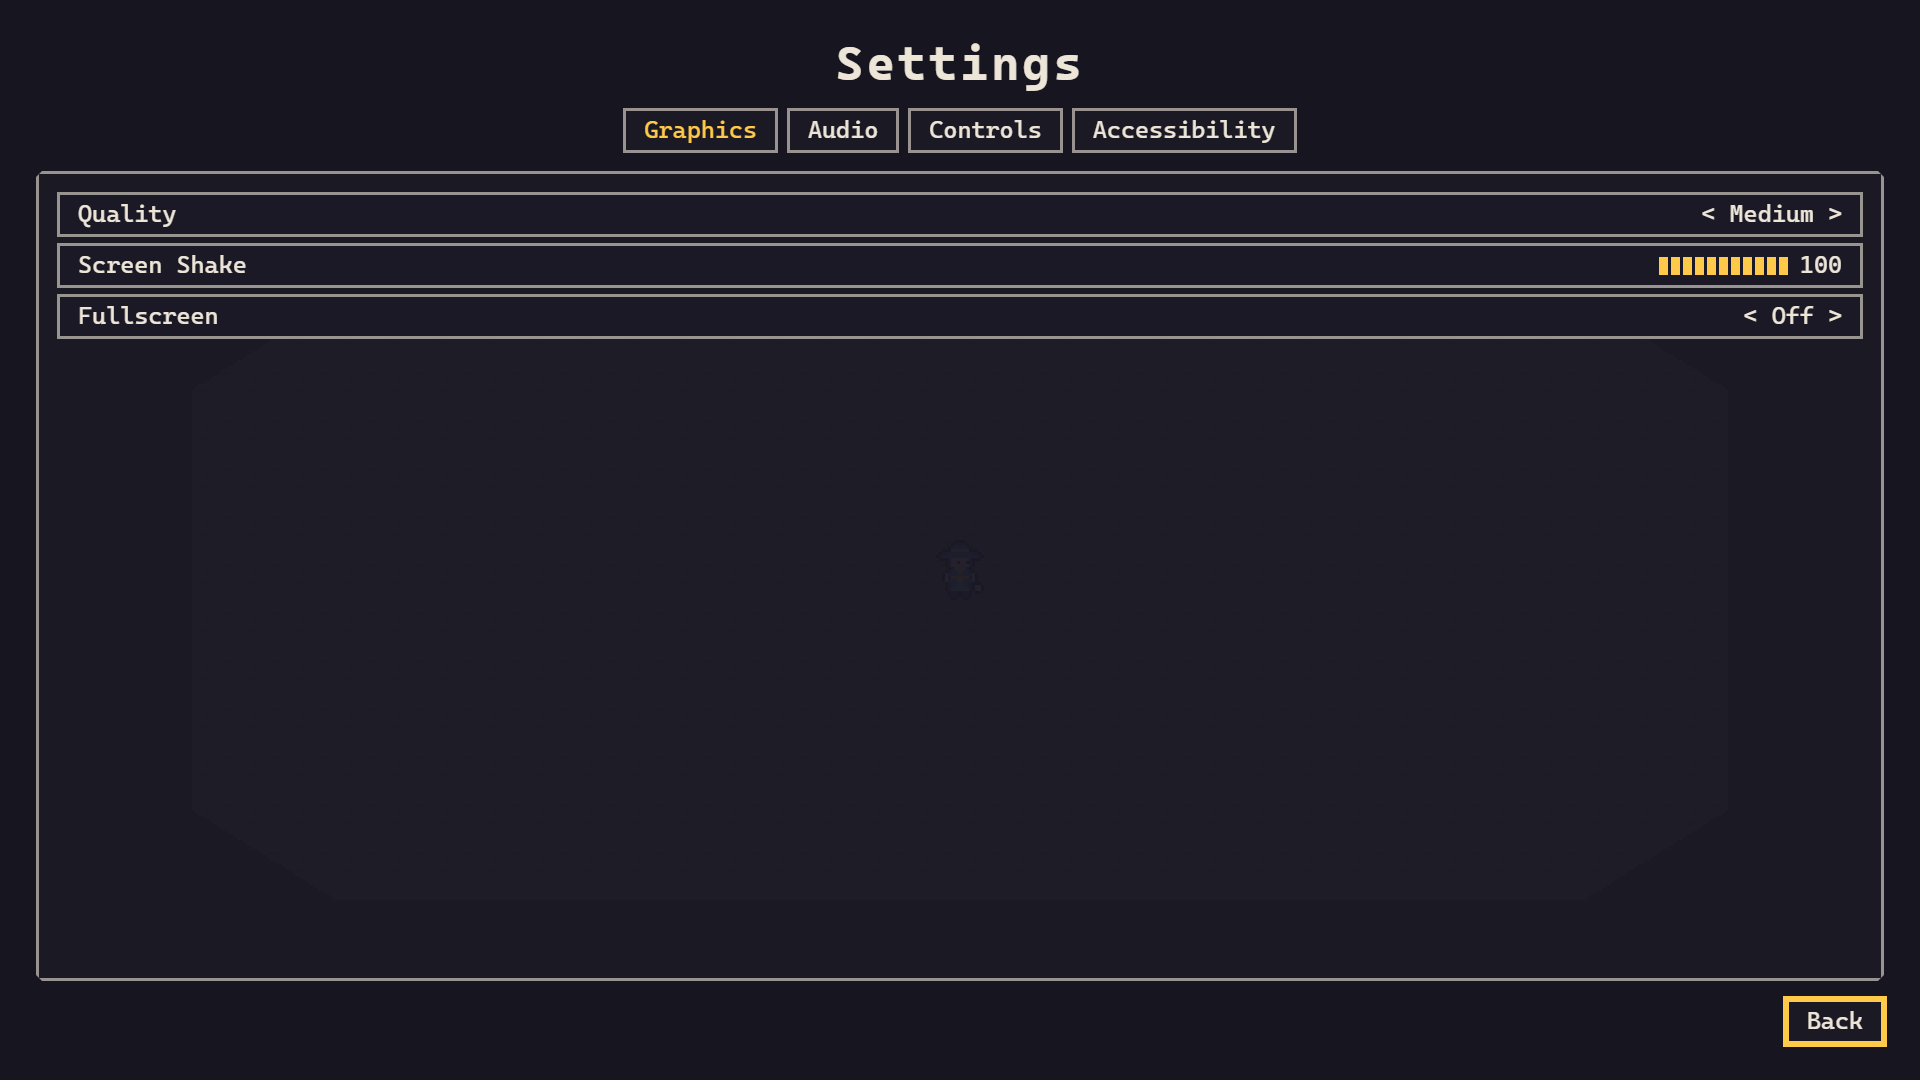 Settings
Graphics Audio Controls Accessibility
Quality < Medium >
Screen Shake 100
Fullscreen < Off >
Back